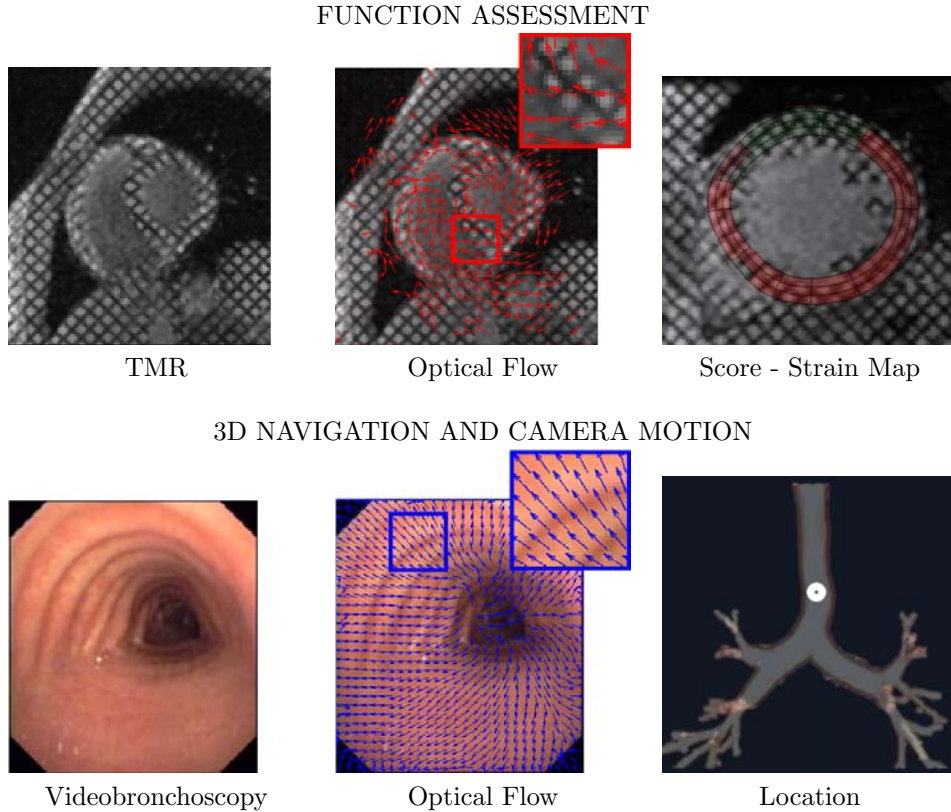 FUNCTION ASSESSMENT
TMR
Optical Flow
Score - Strain Map
3D NAVIGATION AND CAMERA MOTION
Videobronchoscopy
Optical Flow
Location